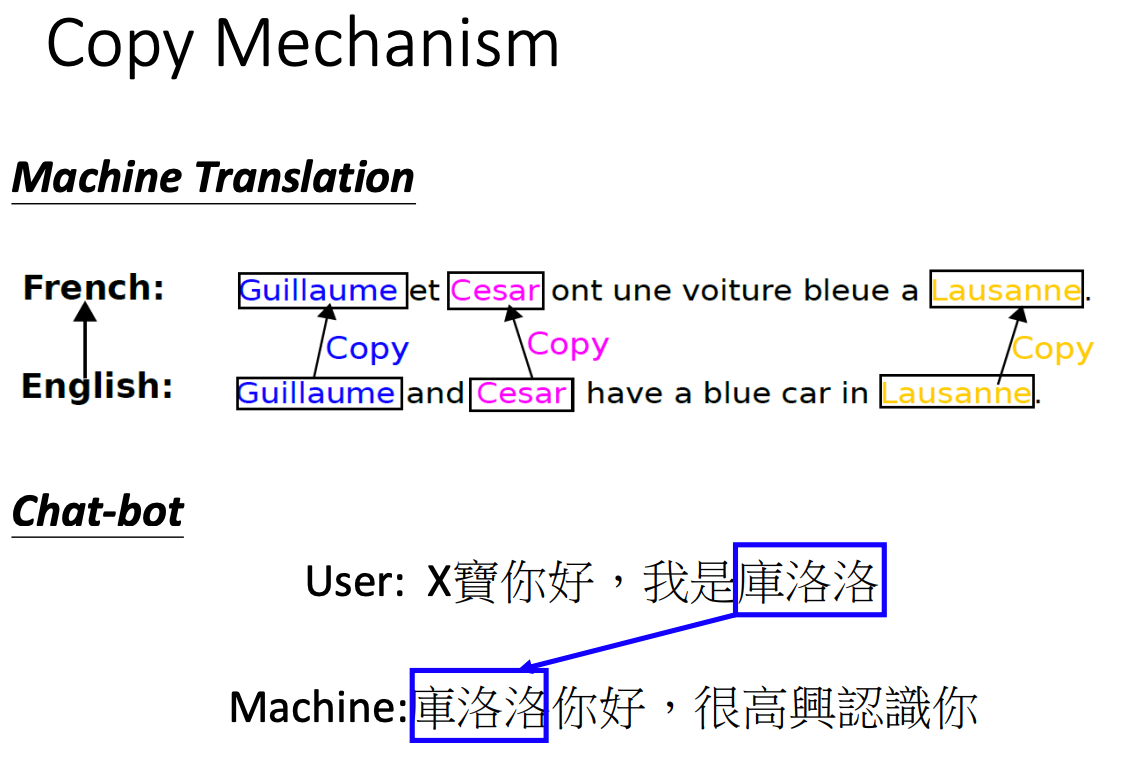 Copy Mechanism
Machine Translation
French: Guillaume et Cesar ont une voiture bleue a Lausanne.
Copy Copy Copy
English: Guillaume and Cesar have a blue car in Lausanne.
Chat-bot
User: X寶你好，我是庫洛洛
Machine:庫洛洛你好，很高興認識你